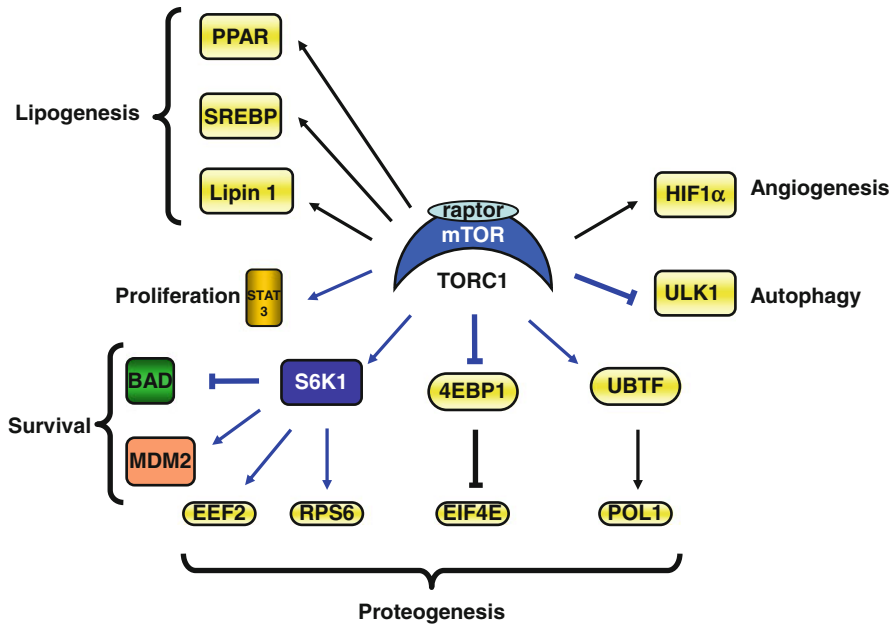 PPAR
Lipogenesis
SREBP
Lipin 1
raptor
mTOR
TORC1
HIF1α
Angiogenesis
ULK1
Autophagy
Proliferation
STAT
3
BAD
S6K1
4EBP1
UBTF
Survival
MDM2
EEF2
RPS6
EIF4E
POL1
Proteogenesis